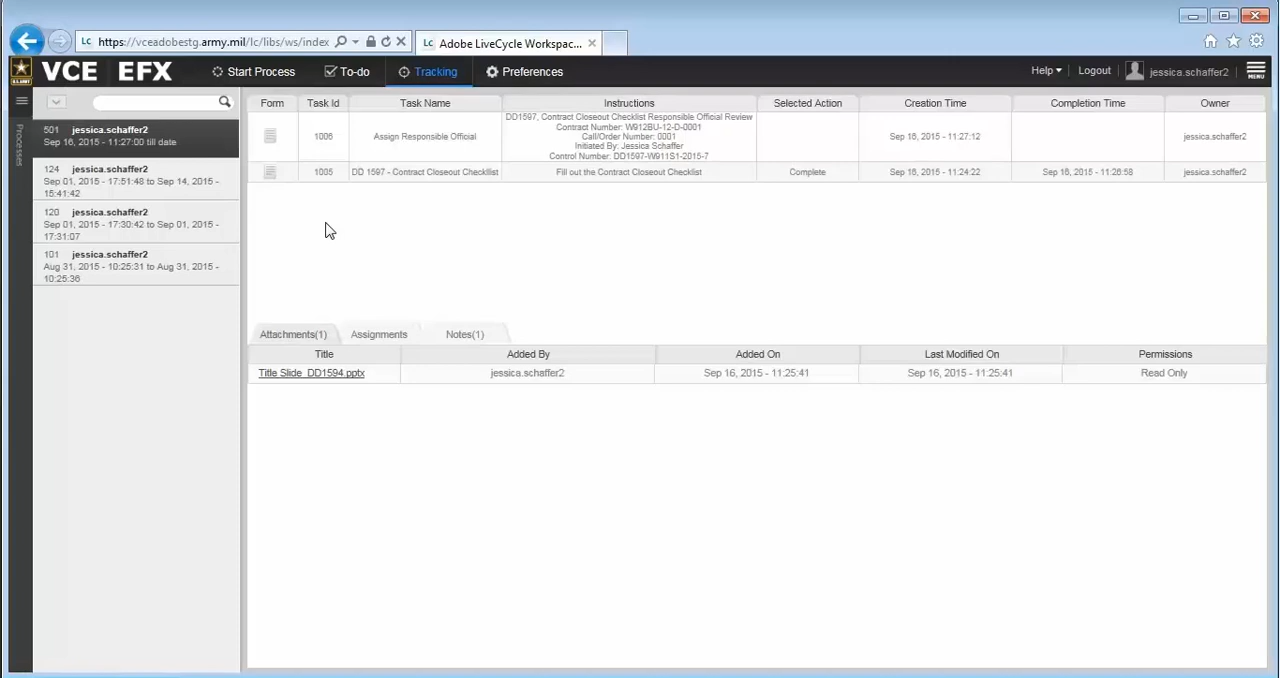 https://vceadobestg.army.mil/lc/libs/ws/index
Adobe LiveCycle Workspac...
VCE EFX
Start Process
To-do
Tracking
Preferences
Help
Logout
jessica.schaffer2
MENU
Processes
501 jessica.schaffer2
Sep 16, 2015 - 11:27:00 till date
124 jessica.schaffer2
Sep 01, 2015 - 17:51:48 to Sep 14, 2015 -
15:41:42
120 jessica.schaffer2
Sep 01, 2015 - 17:30:42 to Sep 01, 2015 -
17:31:07
101 jessica.schaffer2
Aug 31, 2015 - 10:25:31 to Aug 31, 2015 -
10:25:36
Form Task Id Task Name Instructions Selected Action Creation Time Completion Time Owner
DD1597, Contract Closeout Checklist Responsible Official Review
Contract Number: W912BU-12-D-0001
1006 Assign Responsible Official Call/Order Number: 0001 Sep 16, 2015 - 11:27:12 jessica.schaffer2
Initiated By: Jessica Schaffer
Control Number: DD1597-W911S1-2015-7
1005 DD 1597 - Contract Closeout Checklist Fill out the Contract Closeout Checklist Complete Sep 16, 2015 - 11:24:22 Sep 16, 2015 - 11:26:58 jessica.schaffer2
Attachments(1) Assignments Notes(1)
Title Added By Added On Last Modified On Permissions
Title Slide_DD1594.pptx jessica.schaffer2 Sep 16, 2015 - 11:25:41 Sep 16, 2015 - 11:25:41 Read Only